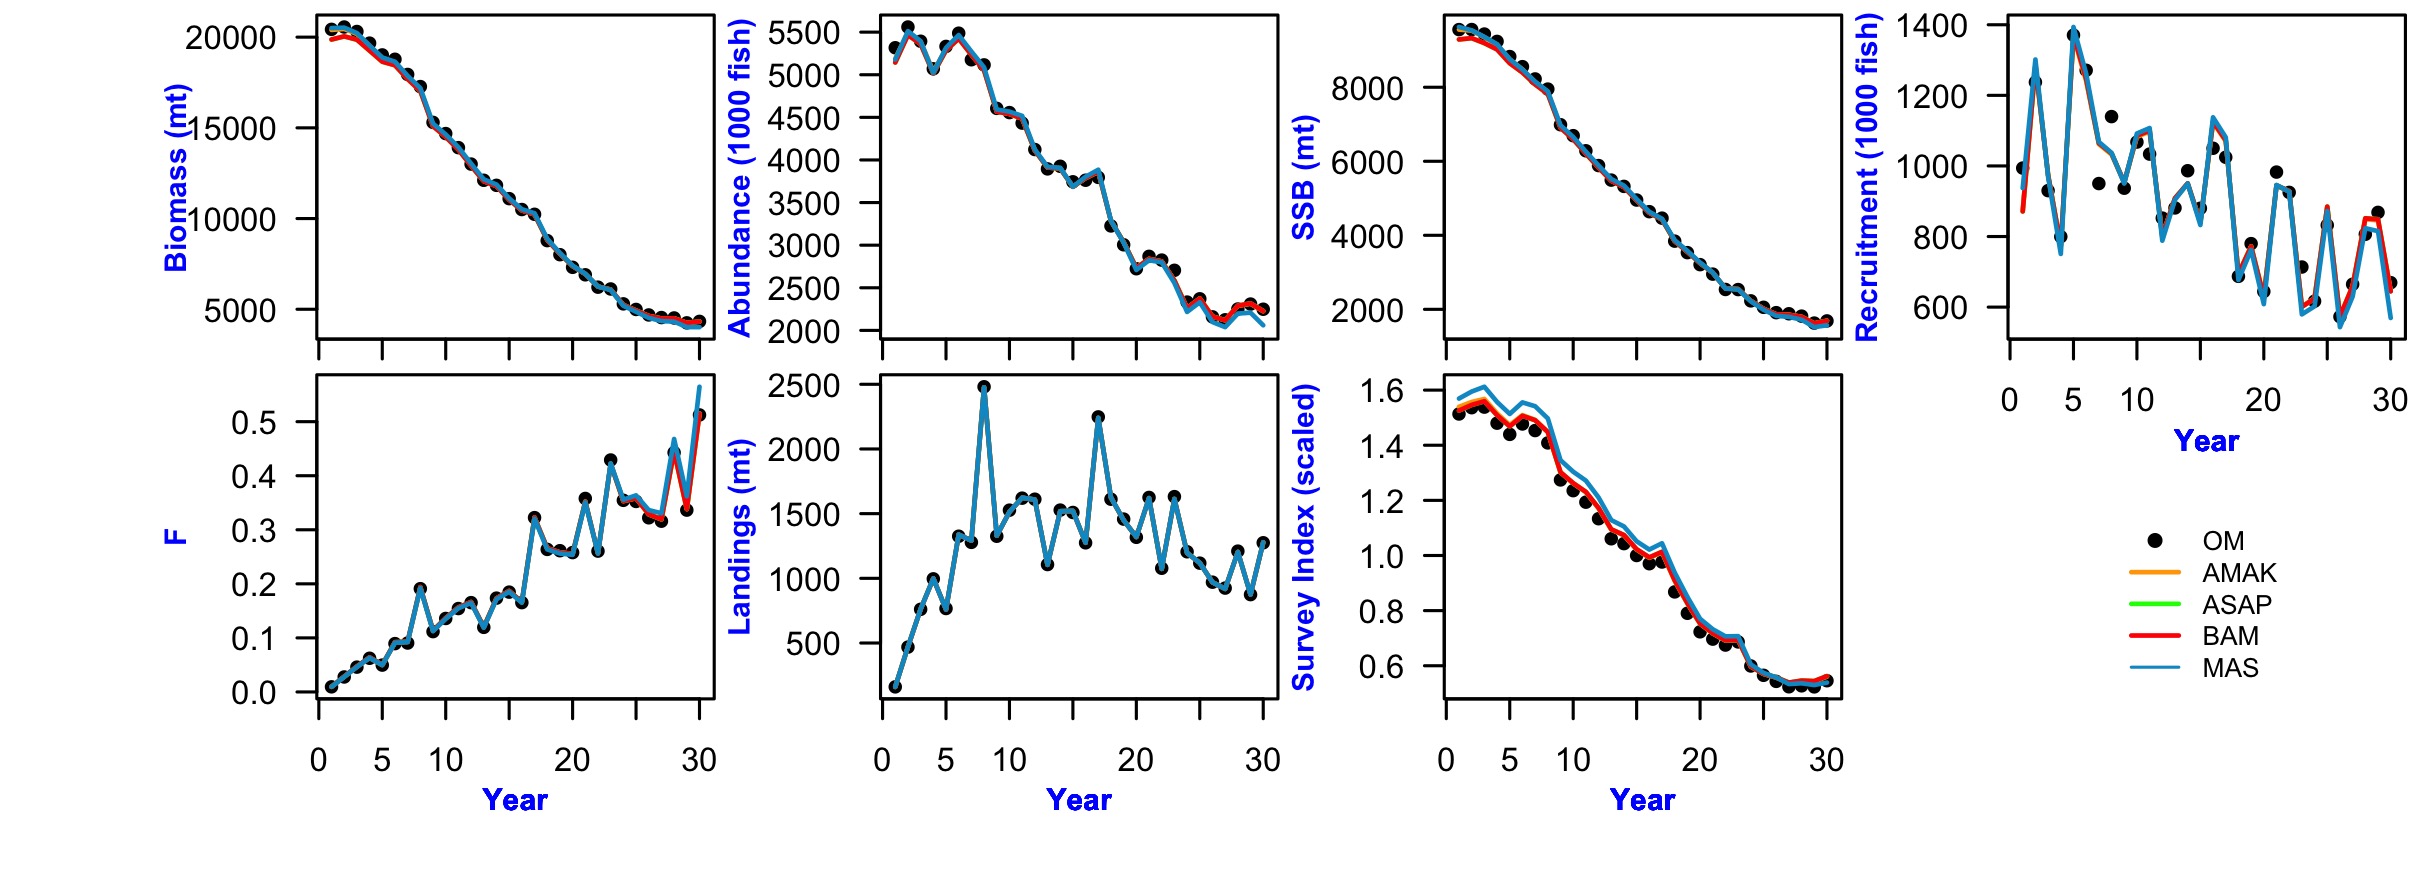 Biomass (mt)
20000
15000
10000
5000
Abundance (1000 fish)
5500
5000
4500
4000
3500
3000
2500
2000
SSB (mt)
8000
6000
4000
2000
Recruitment (1000 fish)
1400
1200
1000
800
600
0 5 10 20 30
Year
F
0.5
0.4
0.3
0.2
0.1
0.0
0 5 10 20 30
Year
Landings (mt)
2500
2000
1500
1000
500
0 5 10 20 30
Year
Survey Index (scaled)
1.6
1.4
1.2
1.0
0.8
0.6
0 5 10 20 30
Year
OM
AMAK
ASAP
BAM
MAS